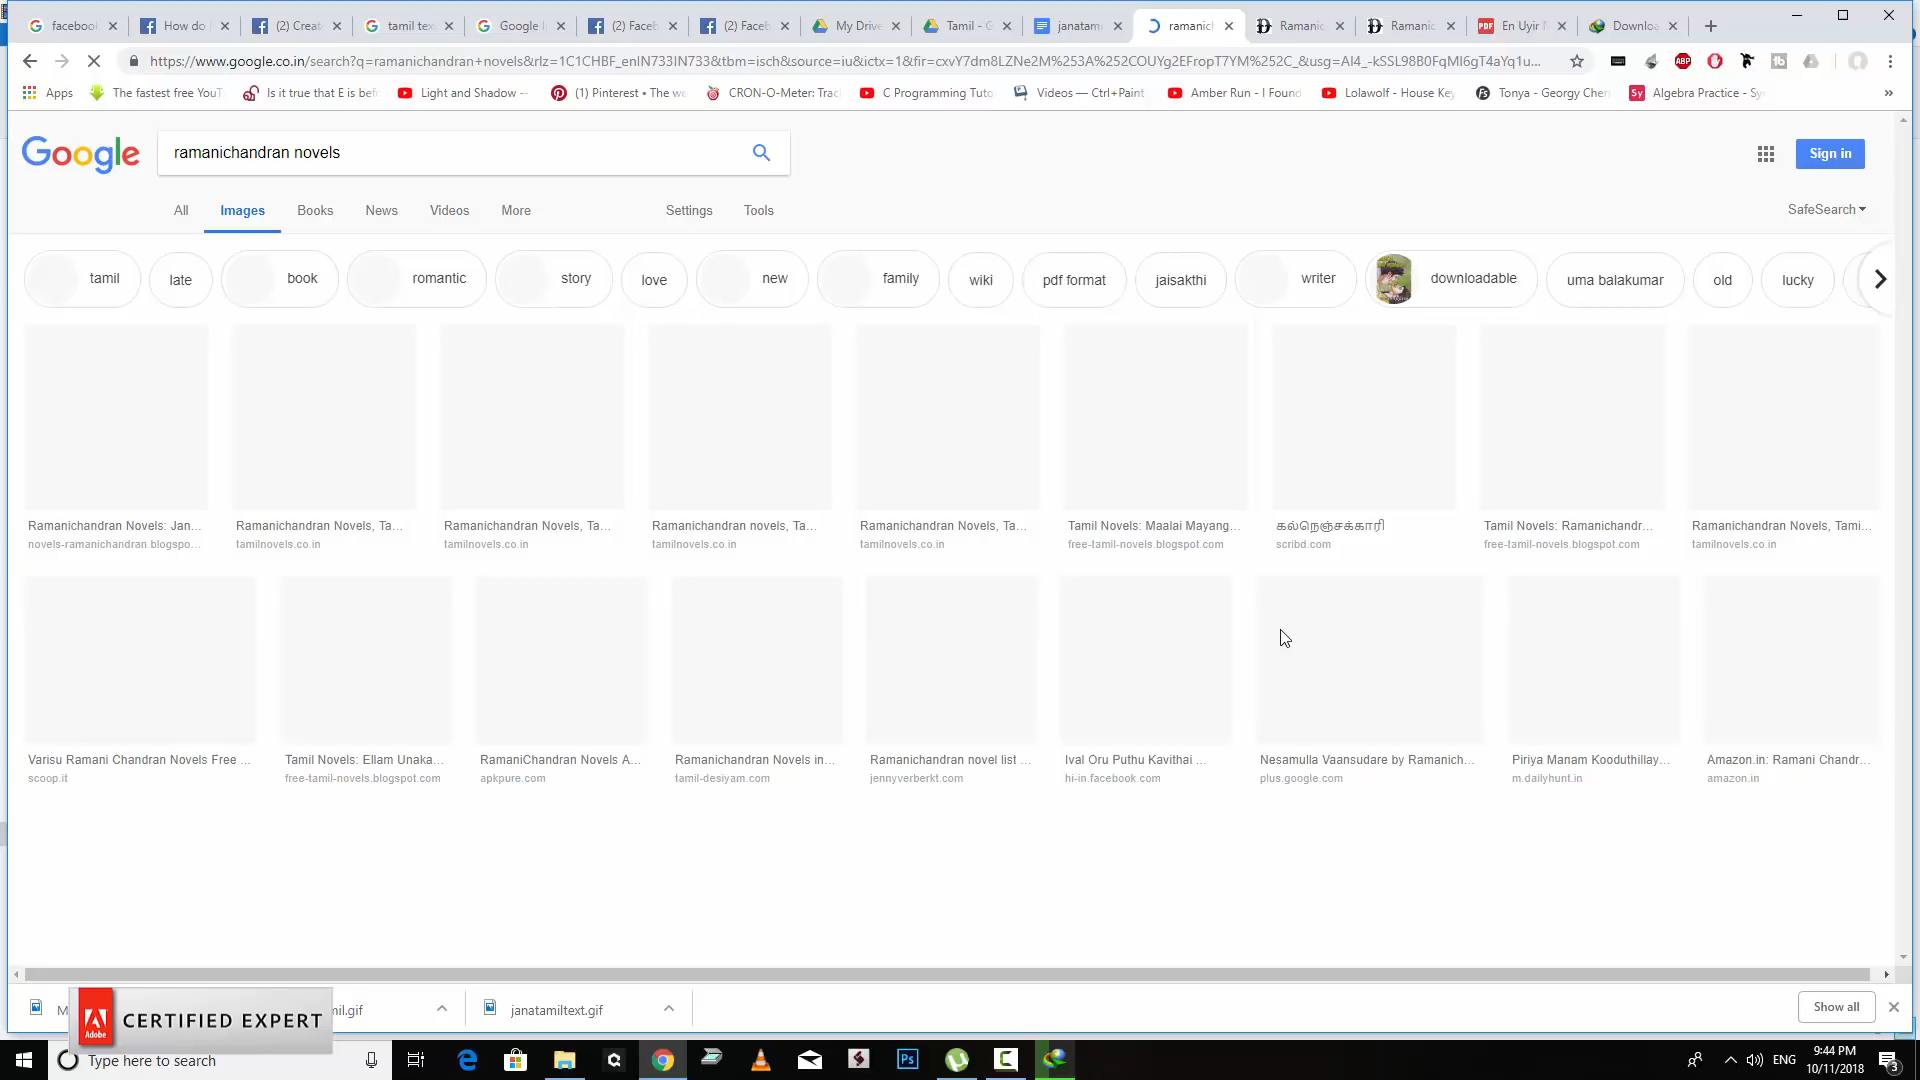 facebook How do (2) Creat tamil tex Google I (2) Faceb (2) Faceb My Drive Tamil - G janatam ramanich Ramanic Ramanic En Uyir N Downloa
https://www.google.co.in/search?q=ramanichandran+novels&rlz=1C1CHBF_enIN733IN733&tbm=isch&source=iu&ictx=1&fir=cxvY7dm8LZNe2M%253A%252COUYg2EFropT7YM%252C_&usg=AI4_-kSSL98B0FqMI6gT4aYq1u...
Apps The fastest free YouT Is it true that E is bef Light and Shadow -- (1) Pinterest • The wo CRON-O-Meter: Trac C Programming Tuto Videos — Ctrl+Paint Amber Run - I Found Lolawolf - House Key Tonya - Georgy Cher Algebra Practice - Sy »
Google ramanichandran novels Sign in
All Images Books News Videos More Settings Tools SafeSearch
tamil late book romantic story love new family wiki pdf format jaisakthi writer downloadable uma balakumar old lucky
Ramanichandran Novels: Jan... Ramanichandran Novels, Ta... Ramanichandran Novels, Ta... Ramanichandran novels, Ta... Ramanichandran Novels, Ta... Tamil Novels: Maalai Mayang... கல்நெஞ்சக்காரி Tamil Novels: Ramanichandr... Ramanichandran Novels, Tami...
novels-ramanichandran.blogspo... tamilnovels.co.in tamilnovels.co.in tamilnovels.co.in tamilnovels.co.in free-tamil-novels.blogspot.com scribd.com free-tamil-novels.blogspot.com tamilnovels.co.in
Varisu Ramani Chandran Novels Free ... Tamil Novels: Ellam Unaka... RamaniChandran Novels A... Ramanichandran Novels in... Ramanichandran novel list ... Ival Oru Puthu Kavithai ... Nesamulla Vaansudare by Ramanich... Piriya Manam Kooduthillay... Amazon.in: Ramani Chandr...
scoop.it free-tamil-novels.blogspot.com apkpure.com tamil-desiyam.com jennyverberkt.com hi-in.facebook.com plus.google.com m.dailyhunt.in amazon.in
mil.gif janatamiltext.gif Show all
Adobe CERTIFIED EXPERT
Type here to search ENG 9:44 PM
10/11/2018 3